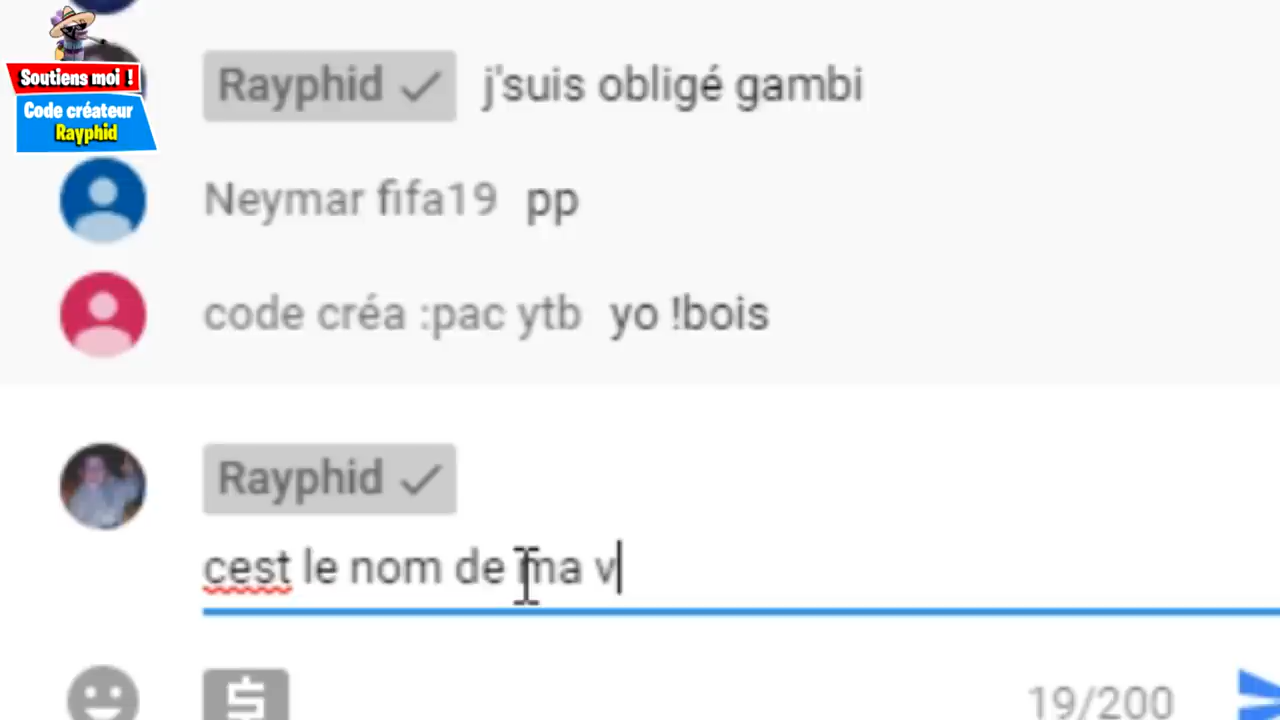 Soutiens moi !
Code créateur
Rayphid
Rayphid j'suis obligé gambi
Neymar fifa19 pp
code créa :pac ytb yo !bois
Rayphid
cest le nom de ma v
$
19/200